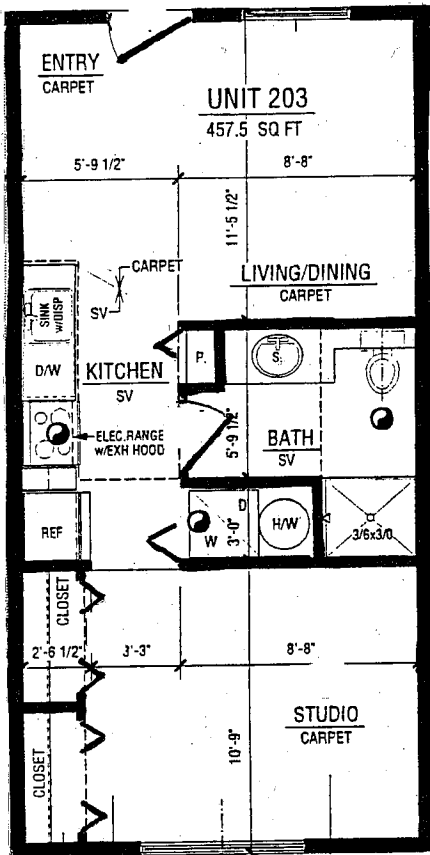 ENTRY
CARPET
UNIT 203
457.5 SQ FT
5'-9 1/2"
8'-8"
11'-5 1/2"
CARPET
SV
LIVING/DINING
CARPET
SINK
W/DISP
D/W
KITCHEN
SV
P.
S.
ELEC.RANGE
W/EXH HOOD
5'-9 1/2"
BATH
SV
REF
W
D
3'-0"
H/W
3/6x3/0
CLOSET
2'-6 1/2"
3'-3"
8'-8"
STUDIO
CARPET
10'-9"
CLOSET